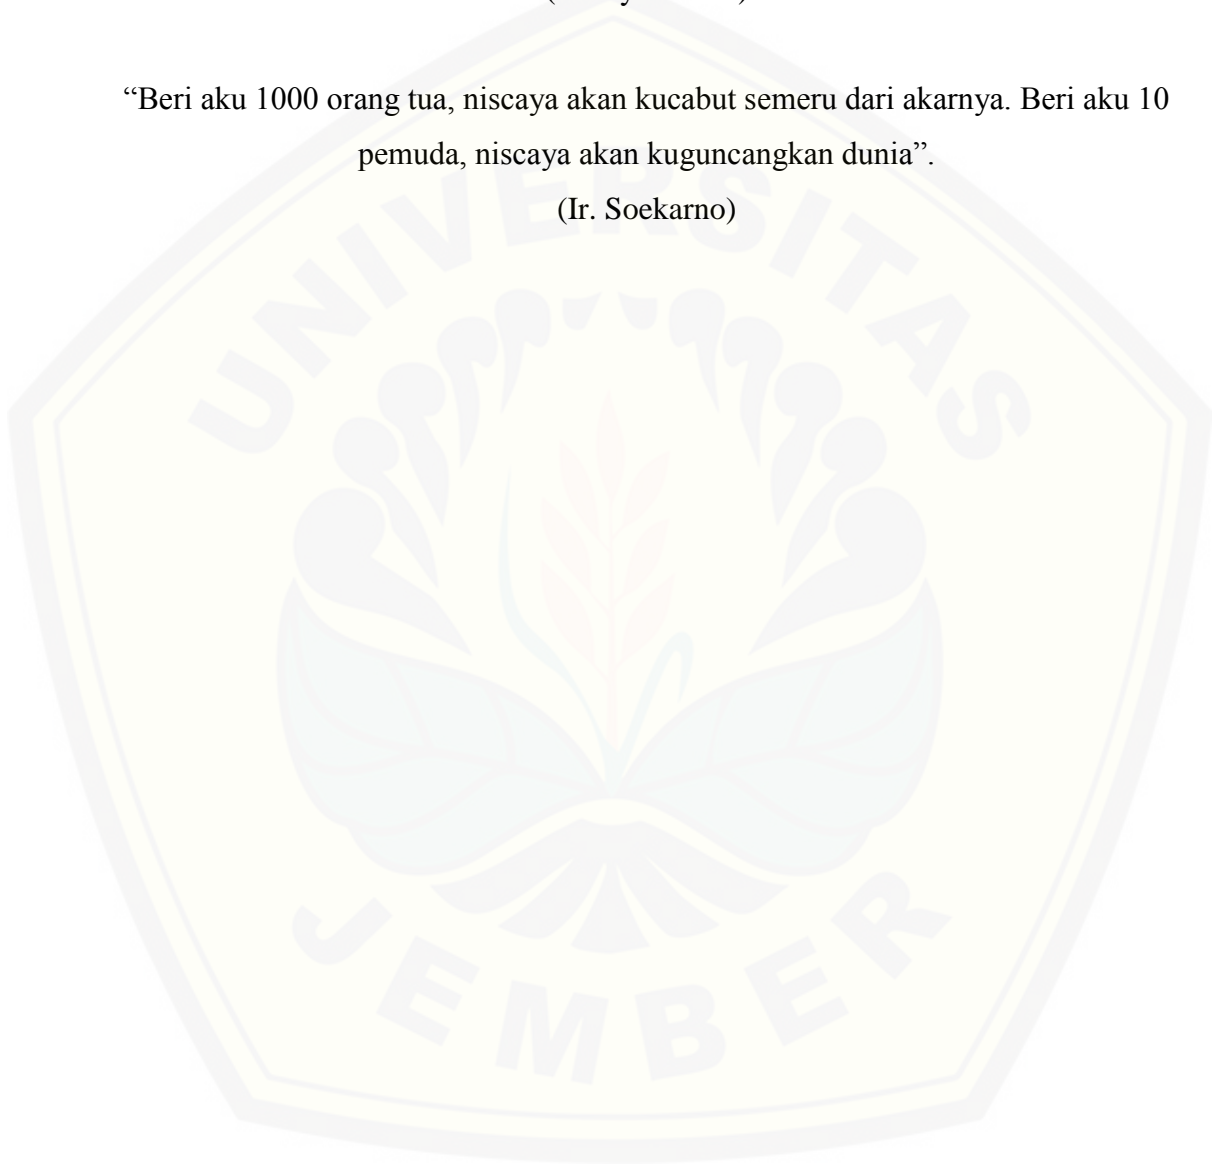 “Beri aku 1000 orang tua, niscaya akan kucabut semeru dari akarnya. Beri aku 10
pemuda, niscaya akan kuguncangkan dunia”.
(Ir. Soekarno)
UNIVERSITAS
JEMBER